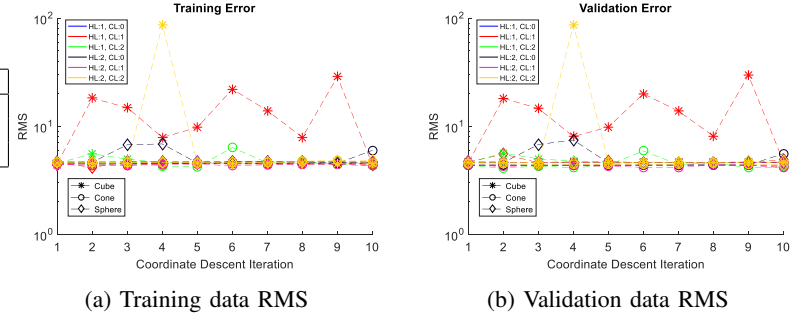 Training Error
10^2
10^1
10^0
RMS
HL:1, CL:0
HL:1, CL:1
HL:1, CL:2
HL:2, CL:0
HL:2, CL:1
HL:2, CL:2
Cube
Cone
Sphere
1 2 3 4 5 6 7 8 9 10
Coordinate Descent Iteration
(a) Training data RMS
Validation Error
10^2
10^1
10^0
RMS
HL:1, CL:0
HL:1, CL:1
HL:1, CL:2
HL:2, CL:0
HL:2, CL:1
HL:2, CL:2
Cube
Cone
Sphere
1 2 3 4 5 6 7 8 9 10
Coordinate Descent Iteration
(b) Validation data RMS